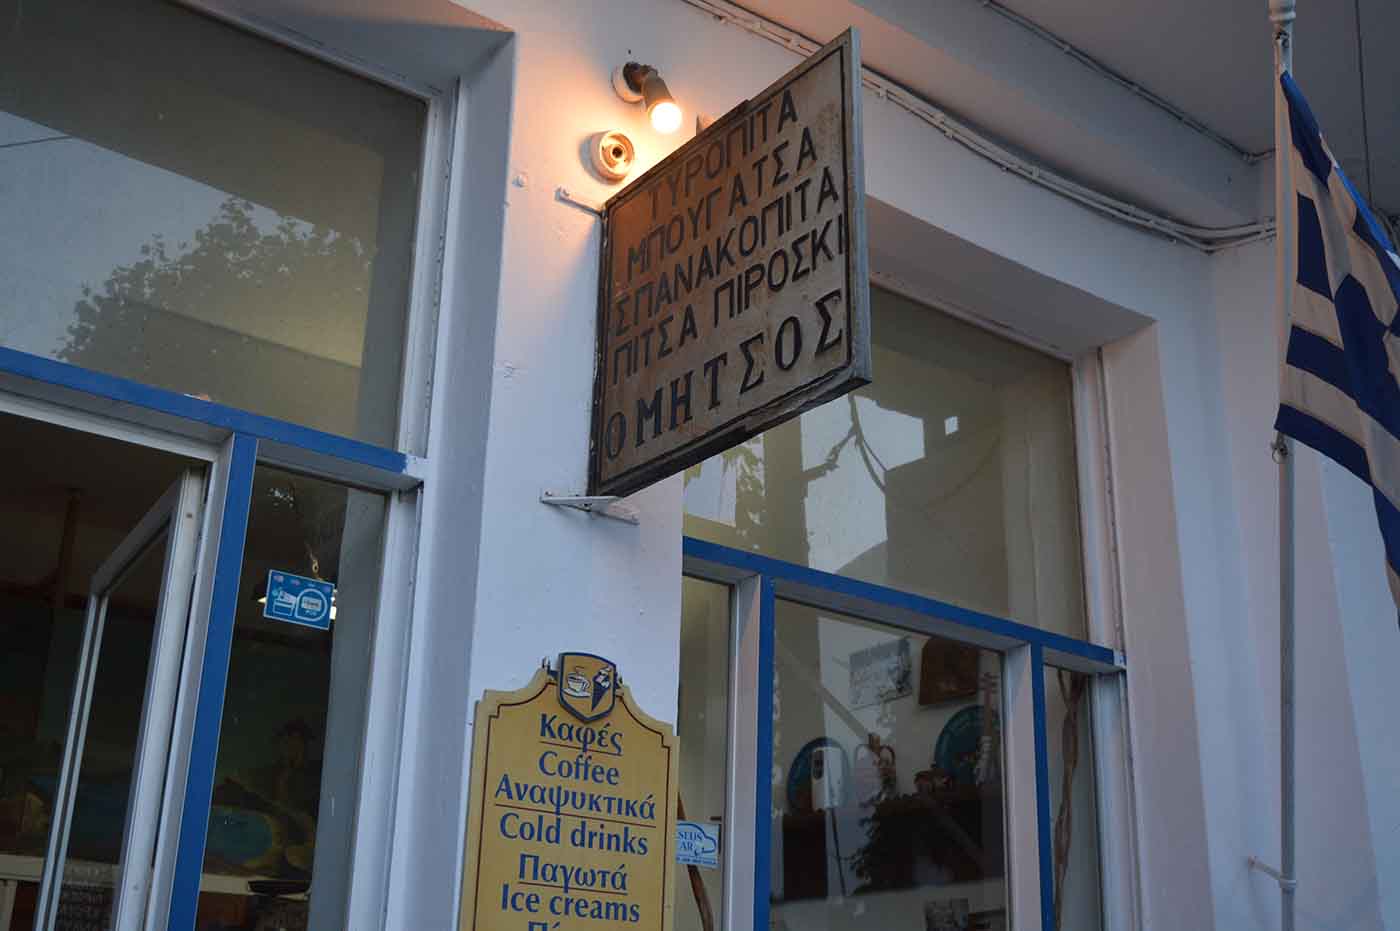 ΤΥΡΟΠΙΤΑ
ΜΠΟΥΓΑΤΣΑ
ΣΠΑΝΑΚΟΠΙΤΑ
ΠΙΤΣΑ ΠΙΡΟΣΚΙ
Ο ΜΗΤΣΟΣ
Καφές
Coffee
Αναψυκτικά
Cold drinks
Παγωτά
Ice creams